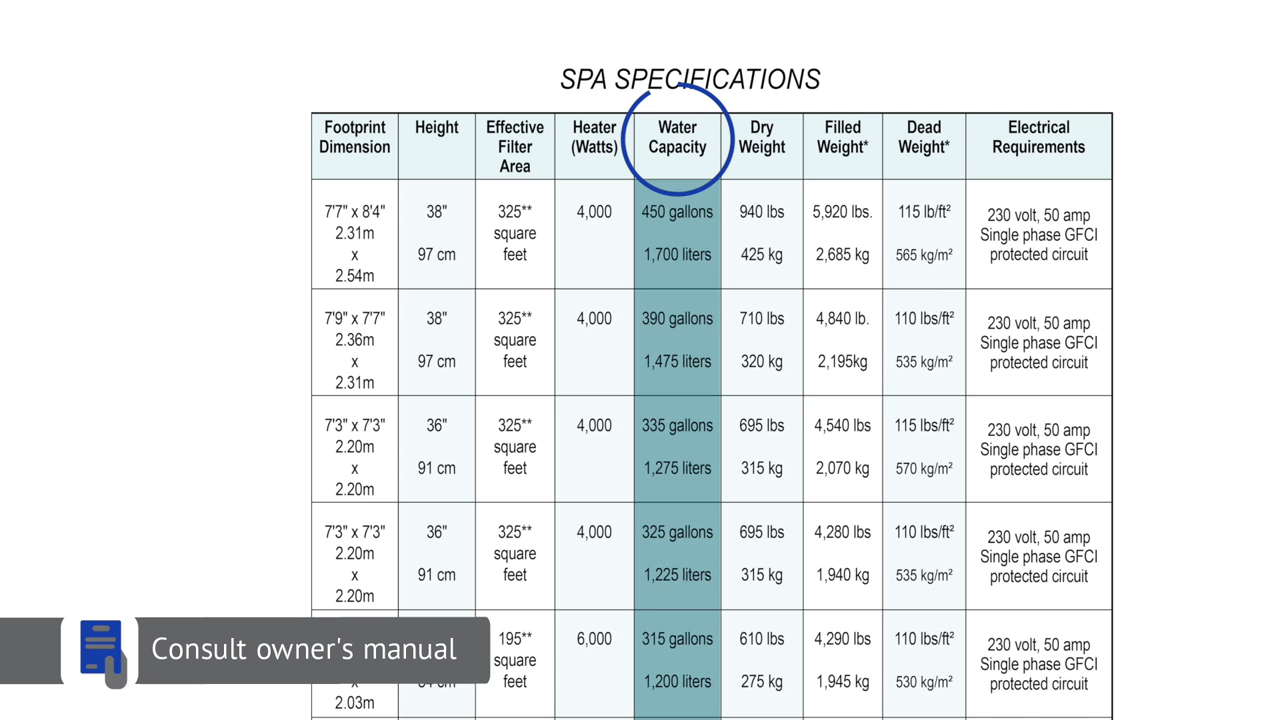 SPA SPECIFICATIONS
Footprint Dimension Height Effective Filter Area Heater (Watts) Water Capacity Dry Weight Filled Weight* Dead Weight* Electrical Requirements
7'7" x 8'4" 38" 325** 4,000 450 gallons 940 lbs 5,920 lbs. 115 lb/ft² 230 volt, 50 amp
2.31m square Single phase GFCI
x 97 cm feet 1,700 liters 425 kg 2,685 kg 565 kg/m² protected circuit
2.54m
7'9" x 7'7" 38" 325** 4,000 390 gallons 710 lbs 4,840 lb. 110 lbs/ft² 230 volt, 50 amp
2.36m square Single phase GFCI
x 97 cm feet 1,475 liters 320 kg 2,195kg 535 kg/m² protected circuit
2.31m
7'3" x 7'3" 36" 325** 4,000 335 gallons 695 lbs 4,540 lbs 115 lbs/ft² 230 volt, 50 amp
2.20m square Single phase GFCI
x 91 cm feet 1,275 liters 315 kg 2,070 kg 570 kg/m² protected circuit
2.20m
7'3" x 7'3" 36" 325** 4,000 325 gallons 695 lbs 4,280 lbs 110 lbs/ft² 230 volt, 50 amp
2.20m square Single phase GFCI
x 91 cm feet 1,225 liters 315 kg 1,940 kg 535 kg/m² protected circuit
2.20m
195** 6,000 315 gallons 610 lbs 4,290 lbs 110 lbs/ft² 230 volt, 50 amp
square Single phase GFCI
x feet 1,200 liters 275 kg 1,945 kg 530 kg/m² protected circuit
2.03m
Consult owner's manual